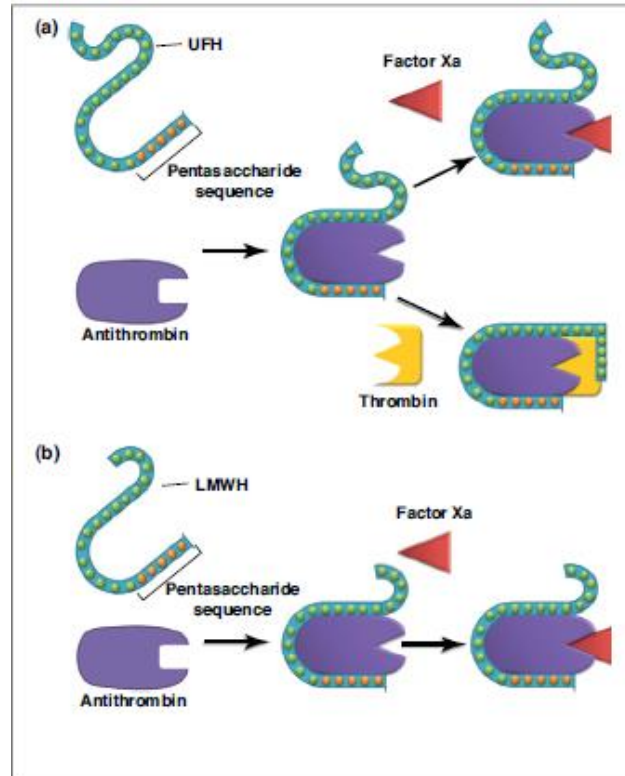 (a)
UFH
Factor Xa
Pentasaccharide
sequence
Antithrombin
Thrombin
(b)
LMWH
Factor Xa
Pentasaccharide
sequence
Antithrombin